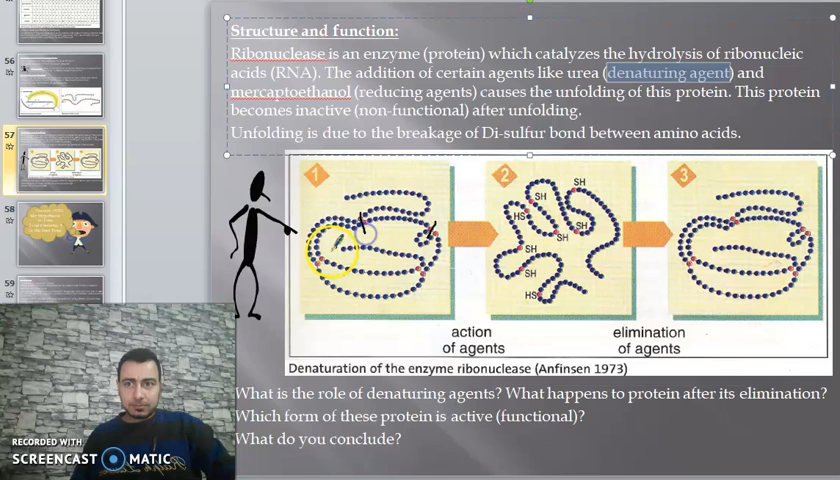 Structure and function:
Ribonuclease is an enzyme (protein) which catalyzes the hydrolysis of ribonucleic
acids (RNA). The addition of certain agents like urea (denaturing agent) and
mercaptoethanol (reducing agents) causes the unfolding of this protein. This protein
becomes inactive (non-functional) after unfolding.
Unfolding is due to the breakage of Di-sulfur bond between amino acids.
56
57
58
59
1
2
3
SH
SH
HS
SH
SH
SH
SH
HS
action
of agents
elimination
of agents
Denaturation of the enzyme ribonuclease (Anfinsen 1973)
What is the role of denaturing agents? What happens to protein after its elimination?
Which form of these protein is active (functional)?
What do you conclude?
RECORDED WITH
SCREENCAST MATIC